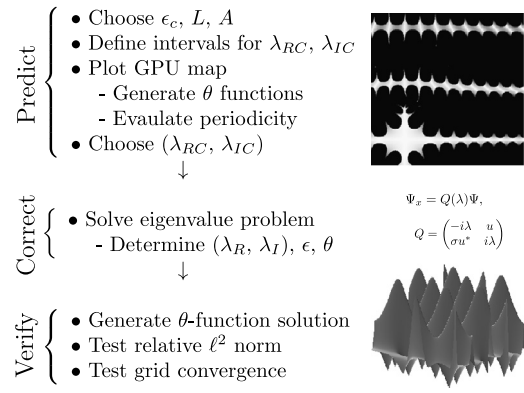 Predict
• Choose ϵ_c, L, A
• Define intervals for λ_RC, λ_IC
• Plot GPU map
- Generate θ functions
- Evaulate periodicity
• Choose (λ_RC, λ_IC)
↓
Correct
• Solve eigenvalue problem
- Determine (λ_R, λ_I), ϵ, θ
↓
Ψ_x = Q(λ)Ψ,
Q = ( −iλ u
σu* iλ )
Verify
• Generate θ-function solution
• Test relative ℓ² norm
• Test grid convergence